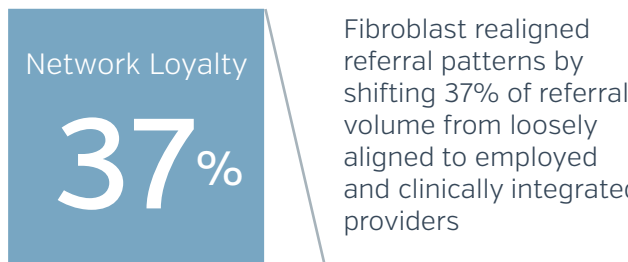 Network Loyalty
37%
Fibroblast realigned
referral patterns by
shifting 37% of referral
volume from loosely
aligned to employed
and clinically integrated
providers